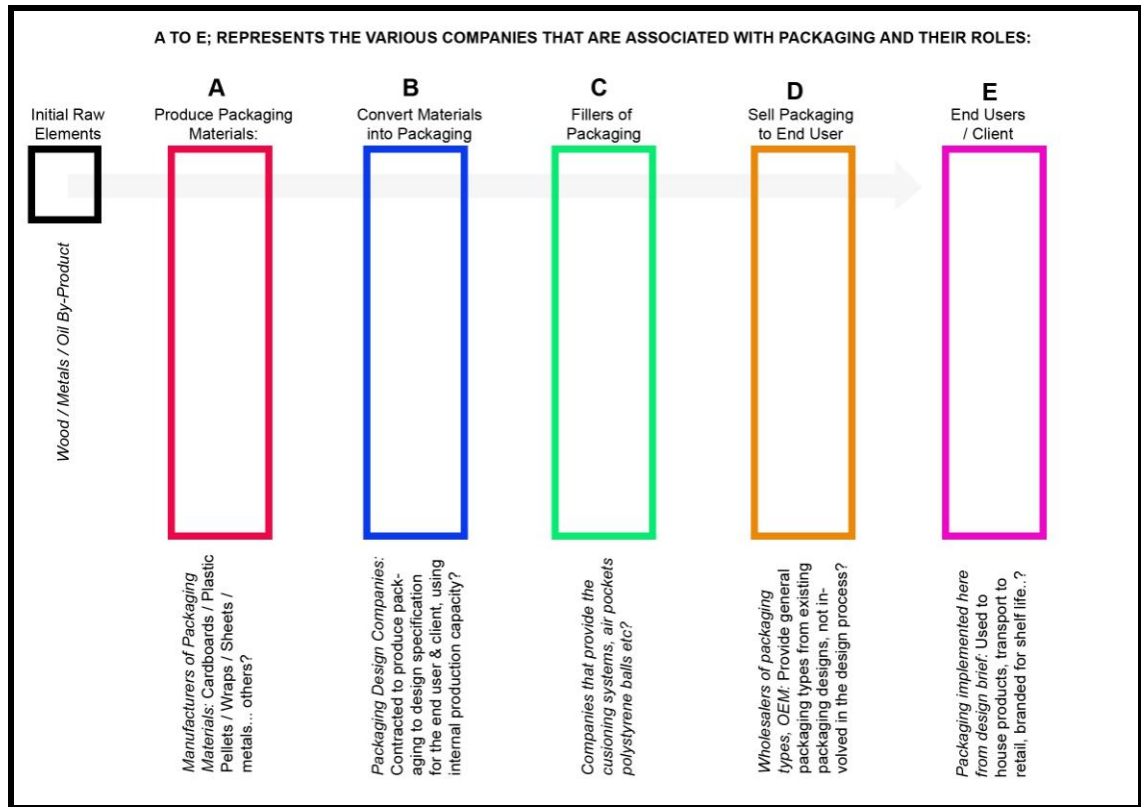 A TO E; REPRESENTS THE VARIOUS COMPANIES THAT ARE ASSOCIATED WITH PACKAGING AND THEIR ROLES:
Initial Raw
Elements
A
Produce Packaging
Materials:
B
Convert Materials
into Packaging
C
Fillers of
Packaging
D
Sell Packaging
to End User
E
End Users
/ Client
Wood / Metals / Oil By-Product
Manufacturers of Packaging
Materials: Cardboards / Plastic
Pellets / Wraps / Sheets /
metals... others?
Packaging Design Companies:
Contracted to produce pack-
aging to design specification
for the end user & client, using
internal production capacity?
Companies that provide the
cusioning systems, air pockets
polystyrene balls etc?
Wholesalers of packaging
types, OEM: Provide general
packaging types from existing
packaging designs, not in-
volved in the design process?
Packaging implemented here
from design brief: Used to
house products, transport to
retail, branded for shelf life..?